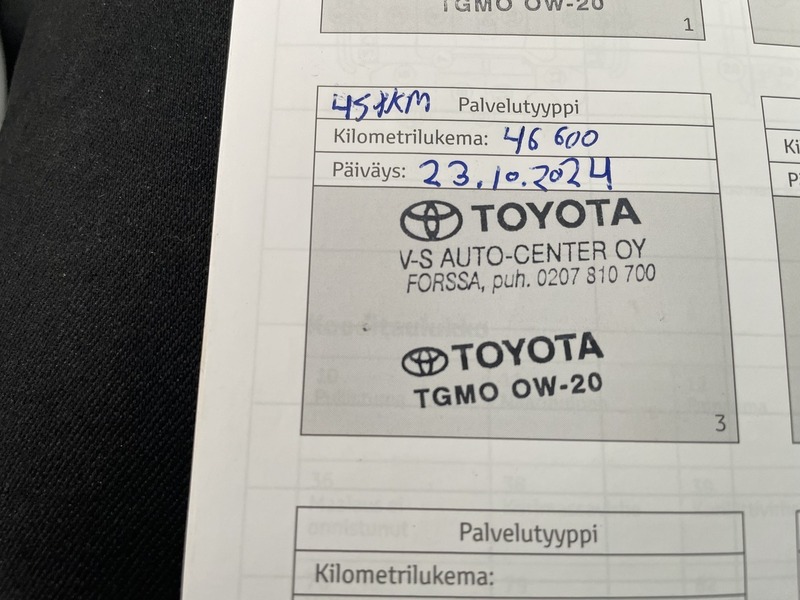 TGMO OW-20
1
45tKM Palvelutyyppi
Kilometrilukema: 46 600
Päiväys: 23.10.2024
TOYOTA
V-S AUTO-CENTER OY
FORSSA, puh. 0207 810 700
TOYOTA
TGMO OW-20
3
Palvelutyyppi
Kilometrilukema:
Ki
P